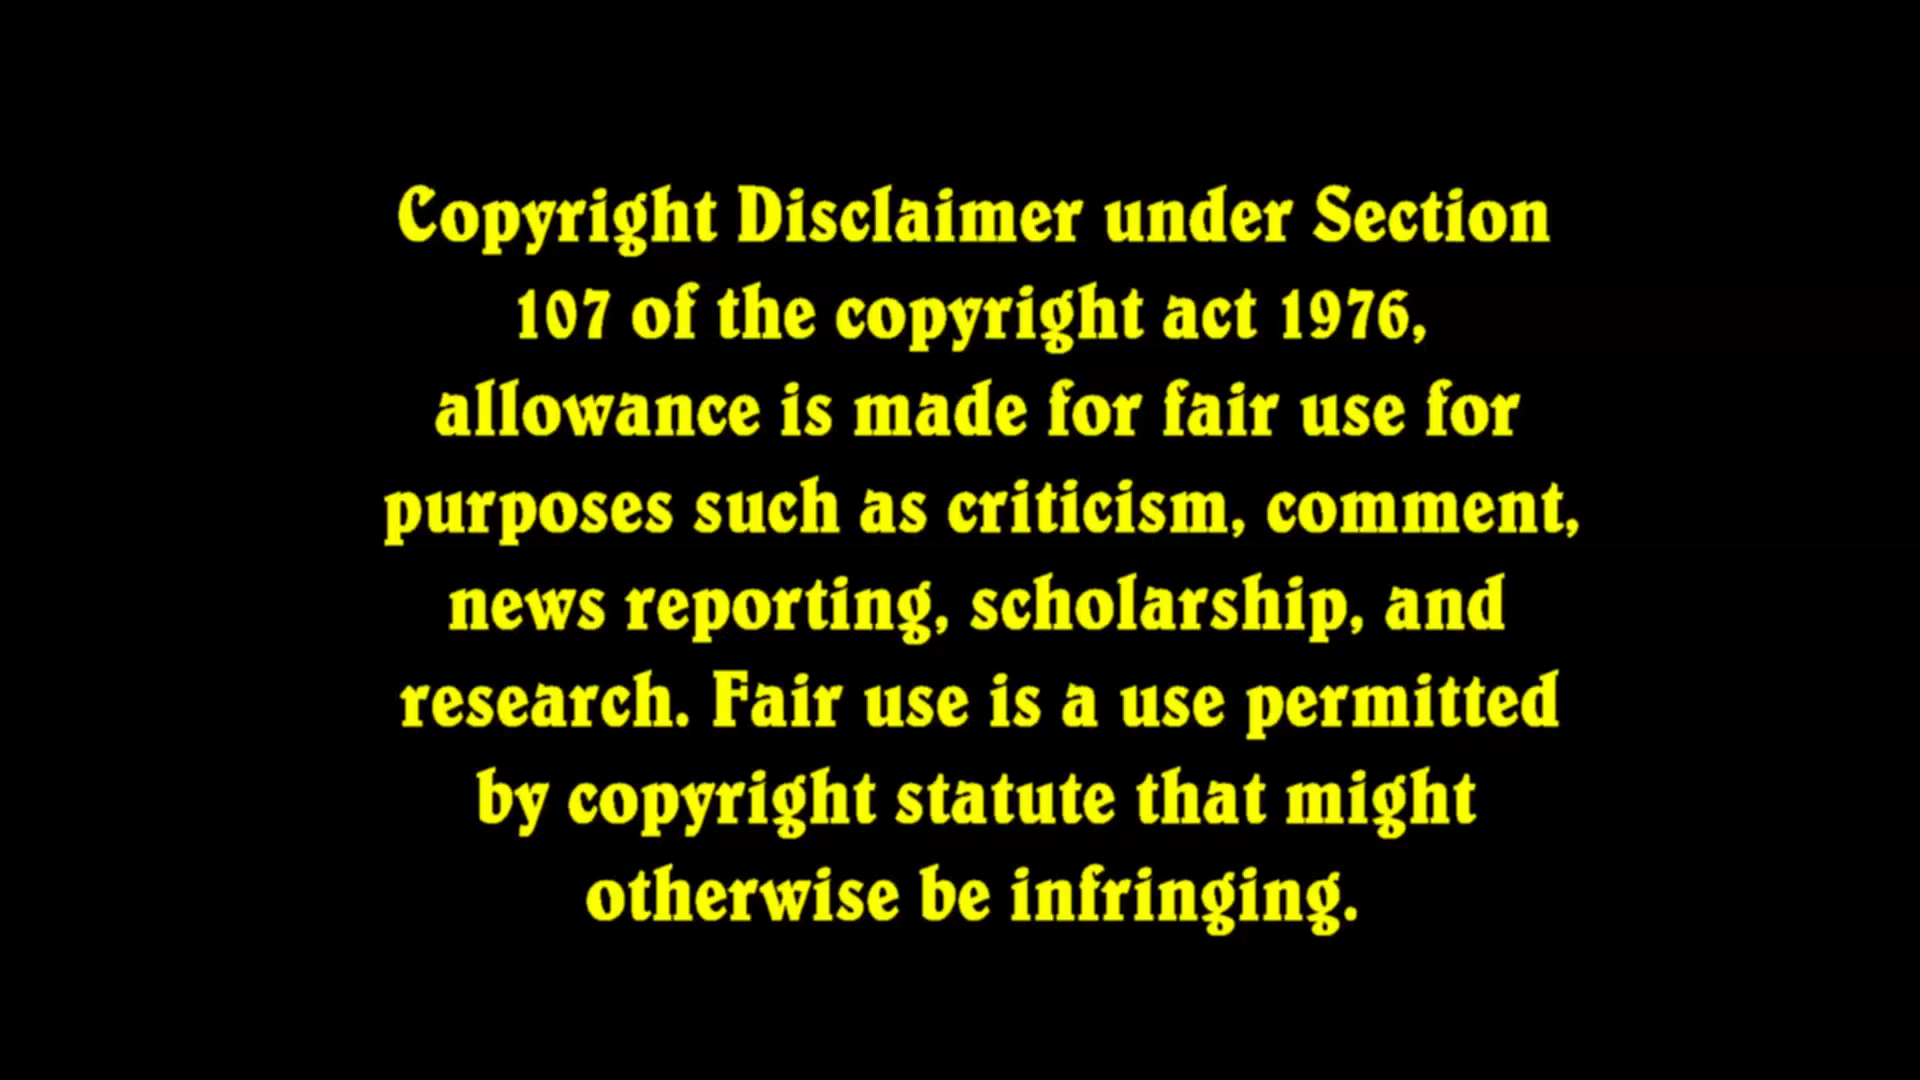 Copyright Disclaimer under Section
107 of the copyright act 1976,
allowance is made for fair use for
purposes such as criticism, comment,
news reporting, scholarship, and
research. Fair use is a use permitted
by copyright statute that might
otherwise be infringing.